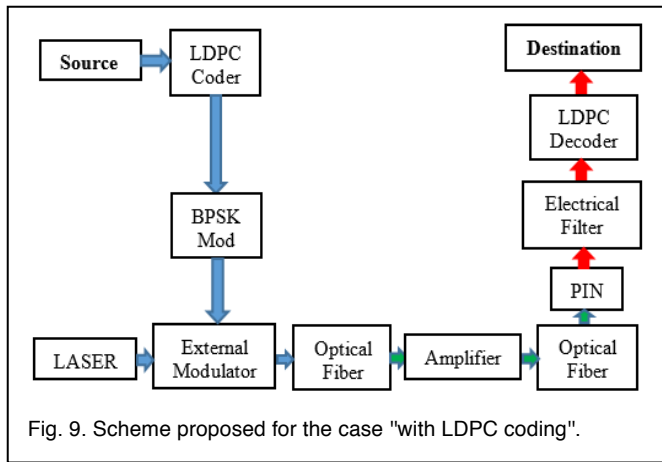 Source
LDPC
Coder
BPSK
Mod
LASER
External
Modulator
Optical
Fiber
Amplifier
Optical
Fiber
PIN
Electrical
Filter
LDPC
Decoder
Destination
Fig. 9. Scheme proposed for the case "with LDPC coding".